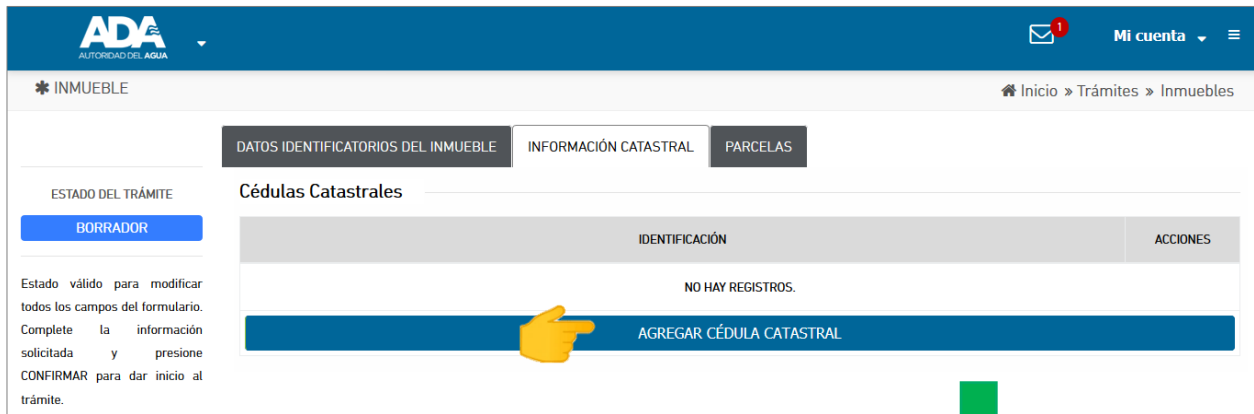 ADA
AUTORIDAD DEL AGUA
1
Mi cuenta
INMUEBLE
Inicio » Trámites » Inmuebles
DATOS IDENTIFICATORIOS DEL INMUEBLE
INFORMACIÓN CATASTRAL
PARCELAS
ESTADO DEL TRÁMITE
BORRADOR
Estado válido para modificar
todos los campos del formulario.
Complete la información
solicitada y presione
CONFIRMAR para dar inicio al
trámite.
Cédulas Catastrales
IDENTIFICACIÓN
ACCIONES
NO HAY REGISTROS.
AGREGAR CÉDULA CATASTRAL